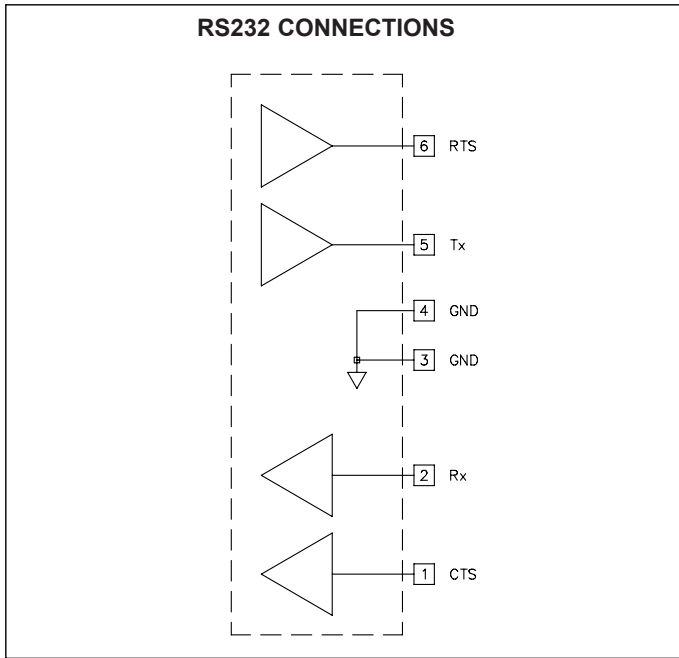 RS232 CONNECTIONS
6 RTS
5 Tx
4 GND
3 GND
2 Rx
1 CTS